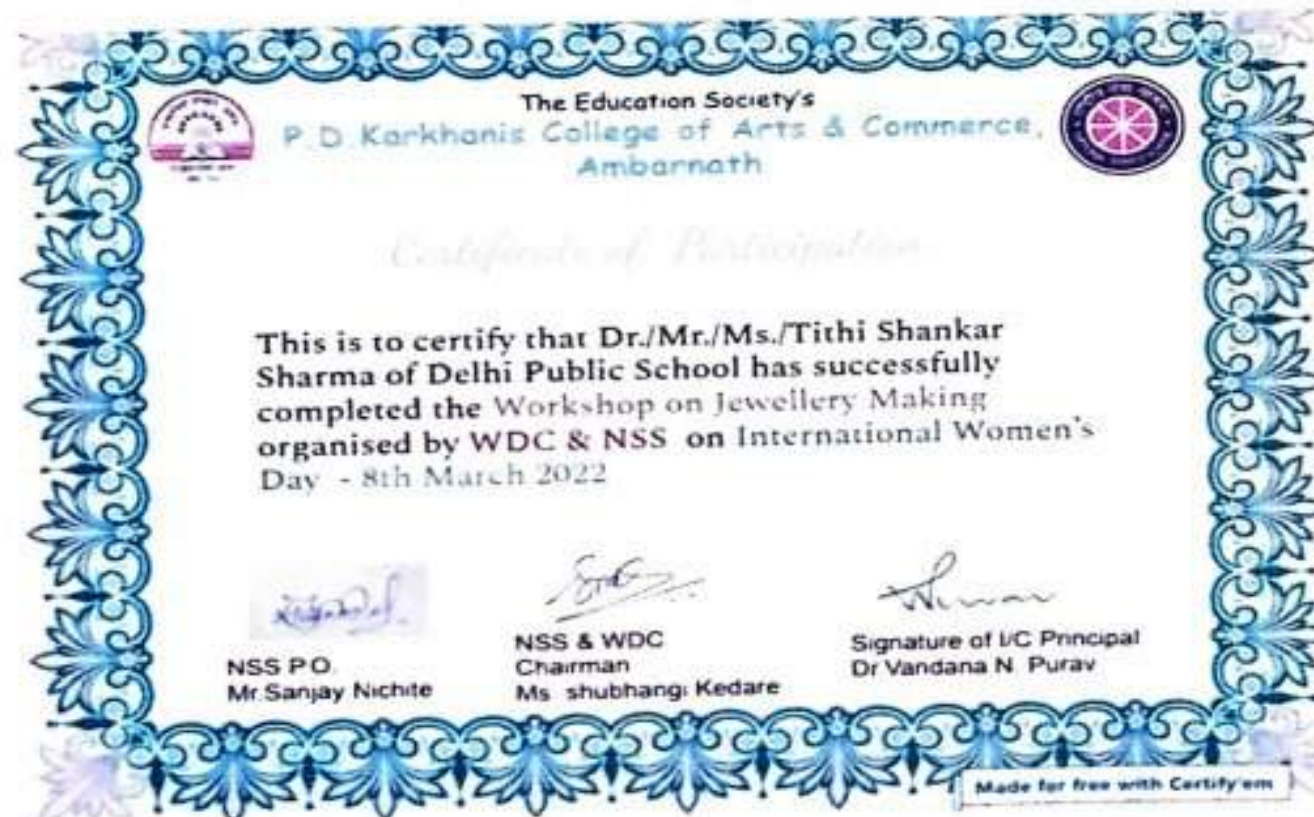 The Education Society's
P.D.Karkhanis College of Arts & Commerce,
Ambarnath
Certificate of Participation
This is to certify that Dr./Mr./Ms./Tithi Shankar
Sharma of Delhi Public School has successfully
completed the Workshop on Jewellery Making
organised by WDC & NSS on International Women's
Day - 8th March 2022
NSS P.O.
Mr.Sanjay Nichite
NSS & WDC
Chairman
Ms. shubhangi Kedare
Signature of I/C Principal
Dr Vandana N. Purav
Made for free with Certify'em